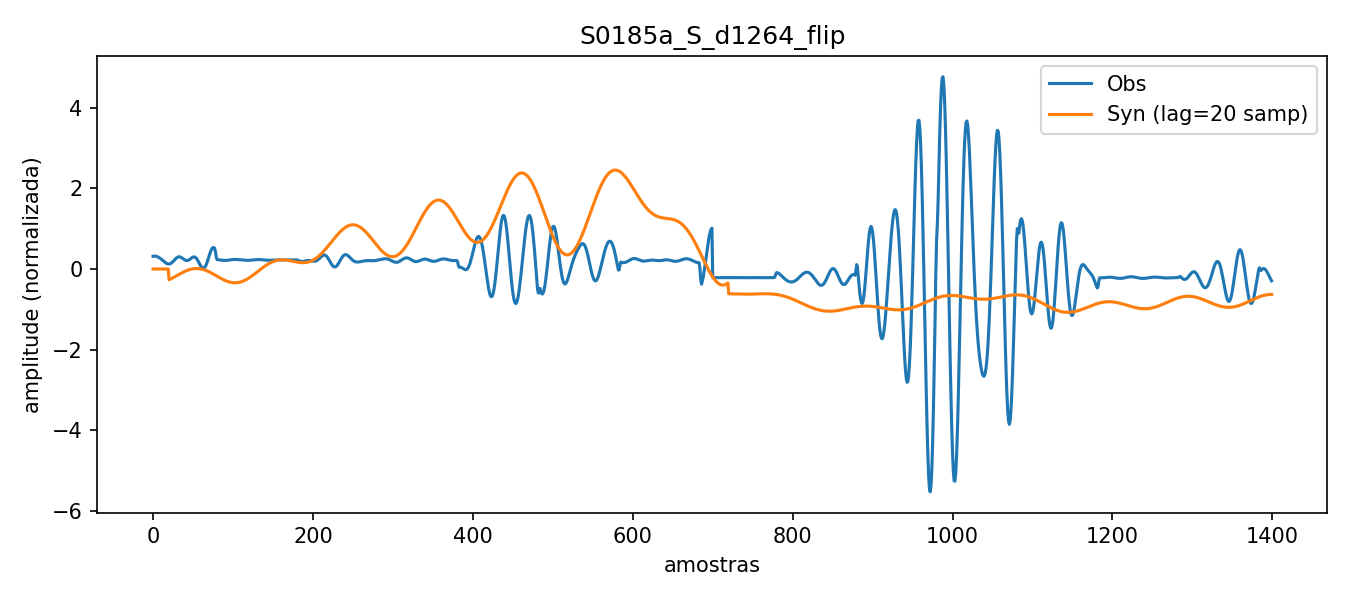 S0185a_S_d1264_flip
Obs
Syn (lag=20 samp)
amplitude (normalizada)
4
2
0
−2
−4
−6
0 200 400 600 800 1000 1200 1400
amostras